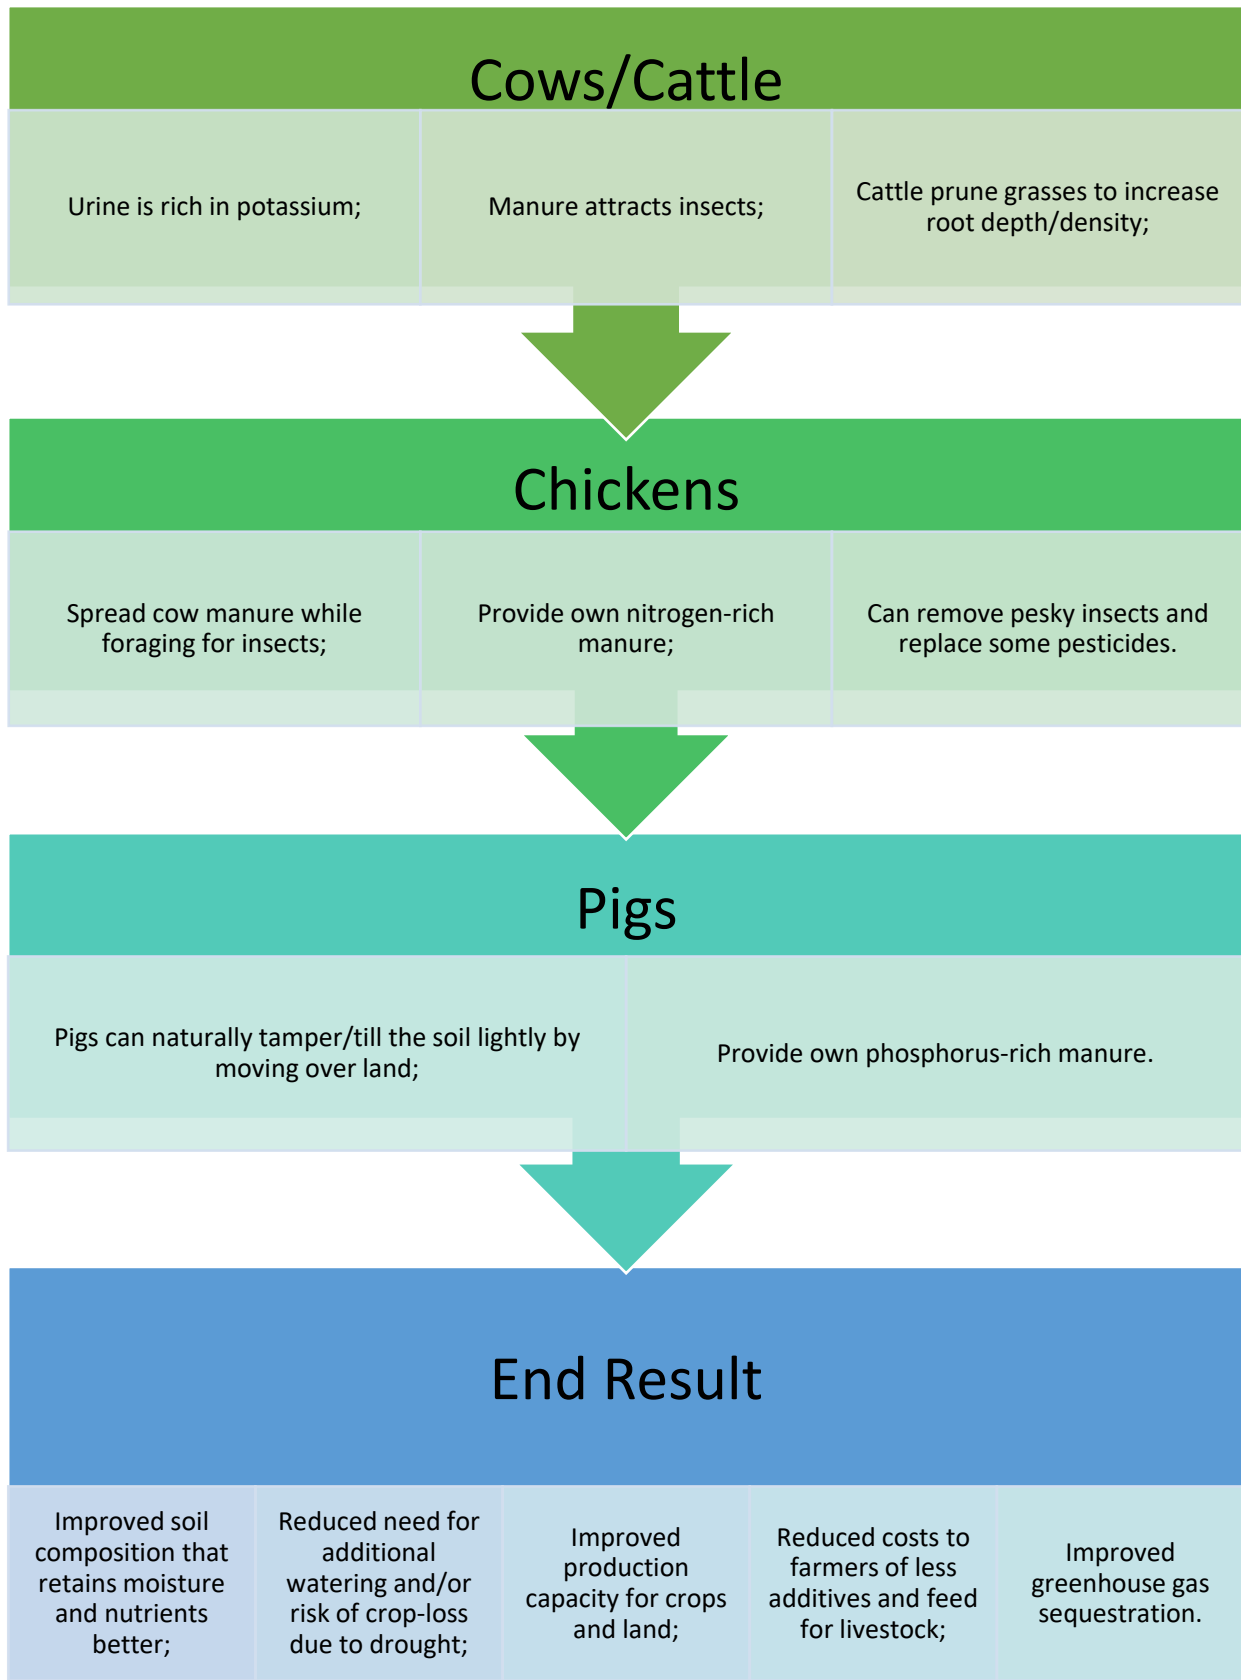 Cows/Cattle
Urine is rich in potassium;
Manure attracts insects;
Cattle prune grasses to increase
root depth/density;
Chickens
Spread cow manure while
foraging for insects;
Provide own nitrogen-rich
manure;
Can remove pesky insects and
replace some pesticides.
Pigs
Pigs can naturally tamper/till the soil lightly by
moving over land;
Provide own phosphorus-rich manure.
End Result
Improved soil
composition that
retains moisture
and nutrients
better;
Reduced need for
additional
watering and/or
risk of crop-loss
due to drought;
Improved
production
capacity for crops
and land;
Reduced costs to
farmers of less
additives and feed
for livestock;
Improved
greenhouse gas
sequestration.